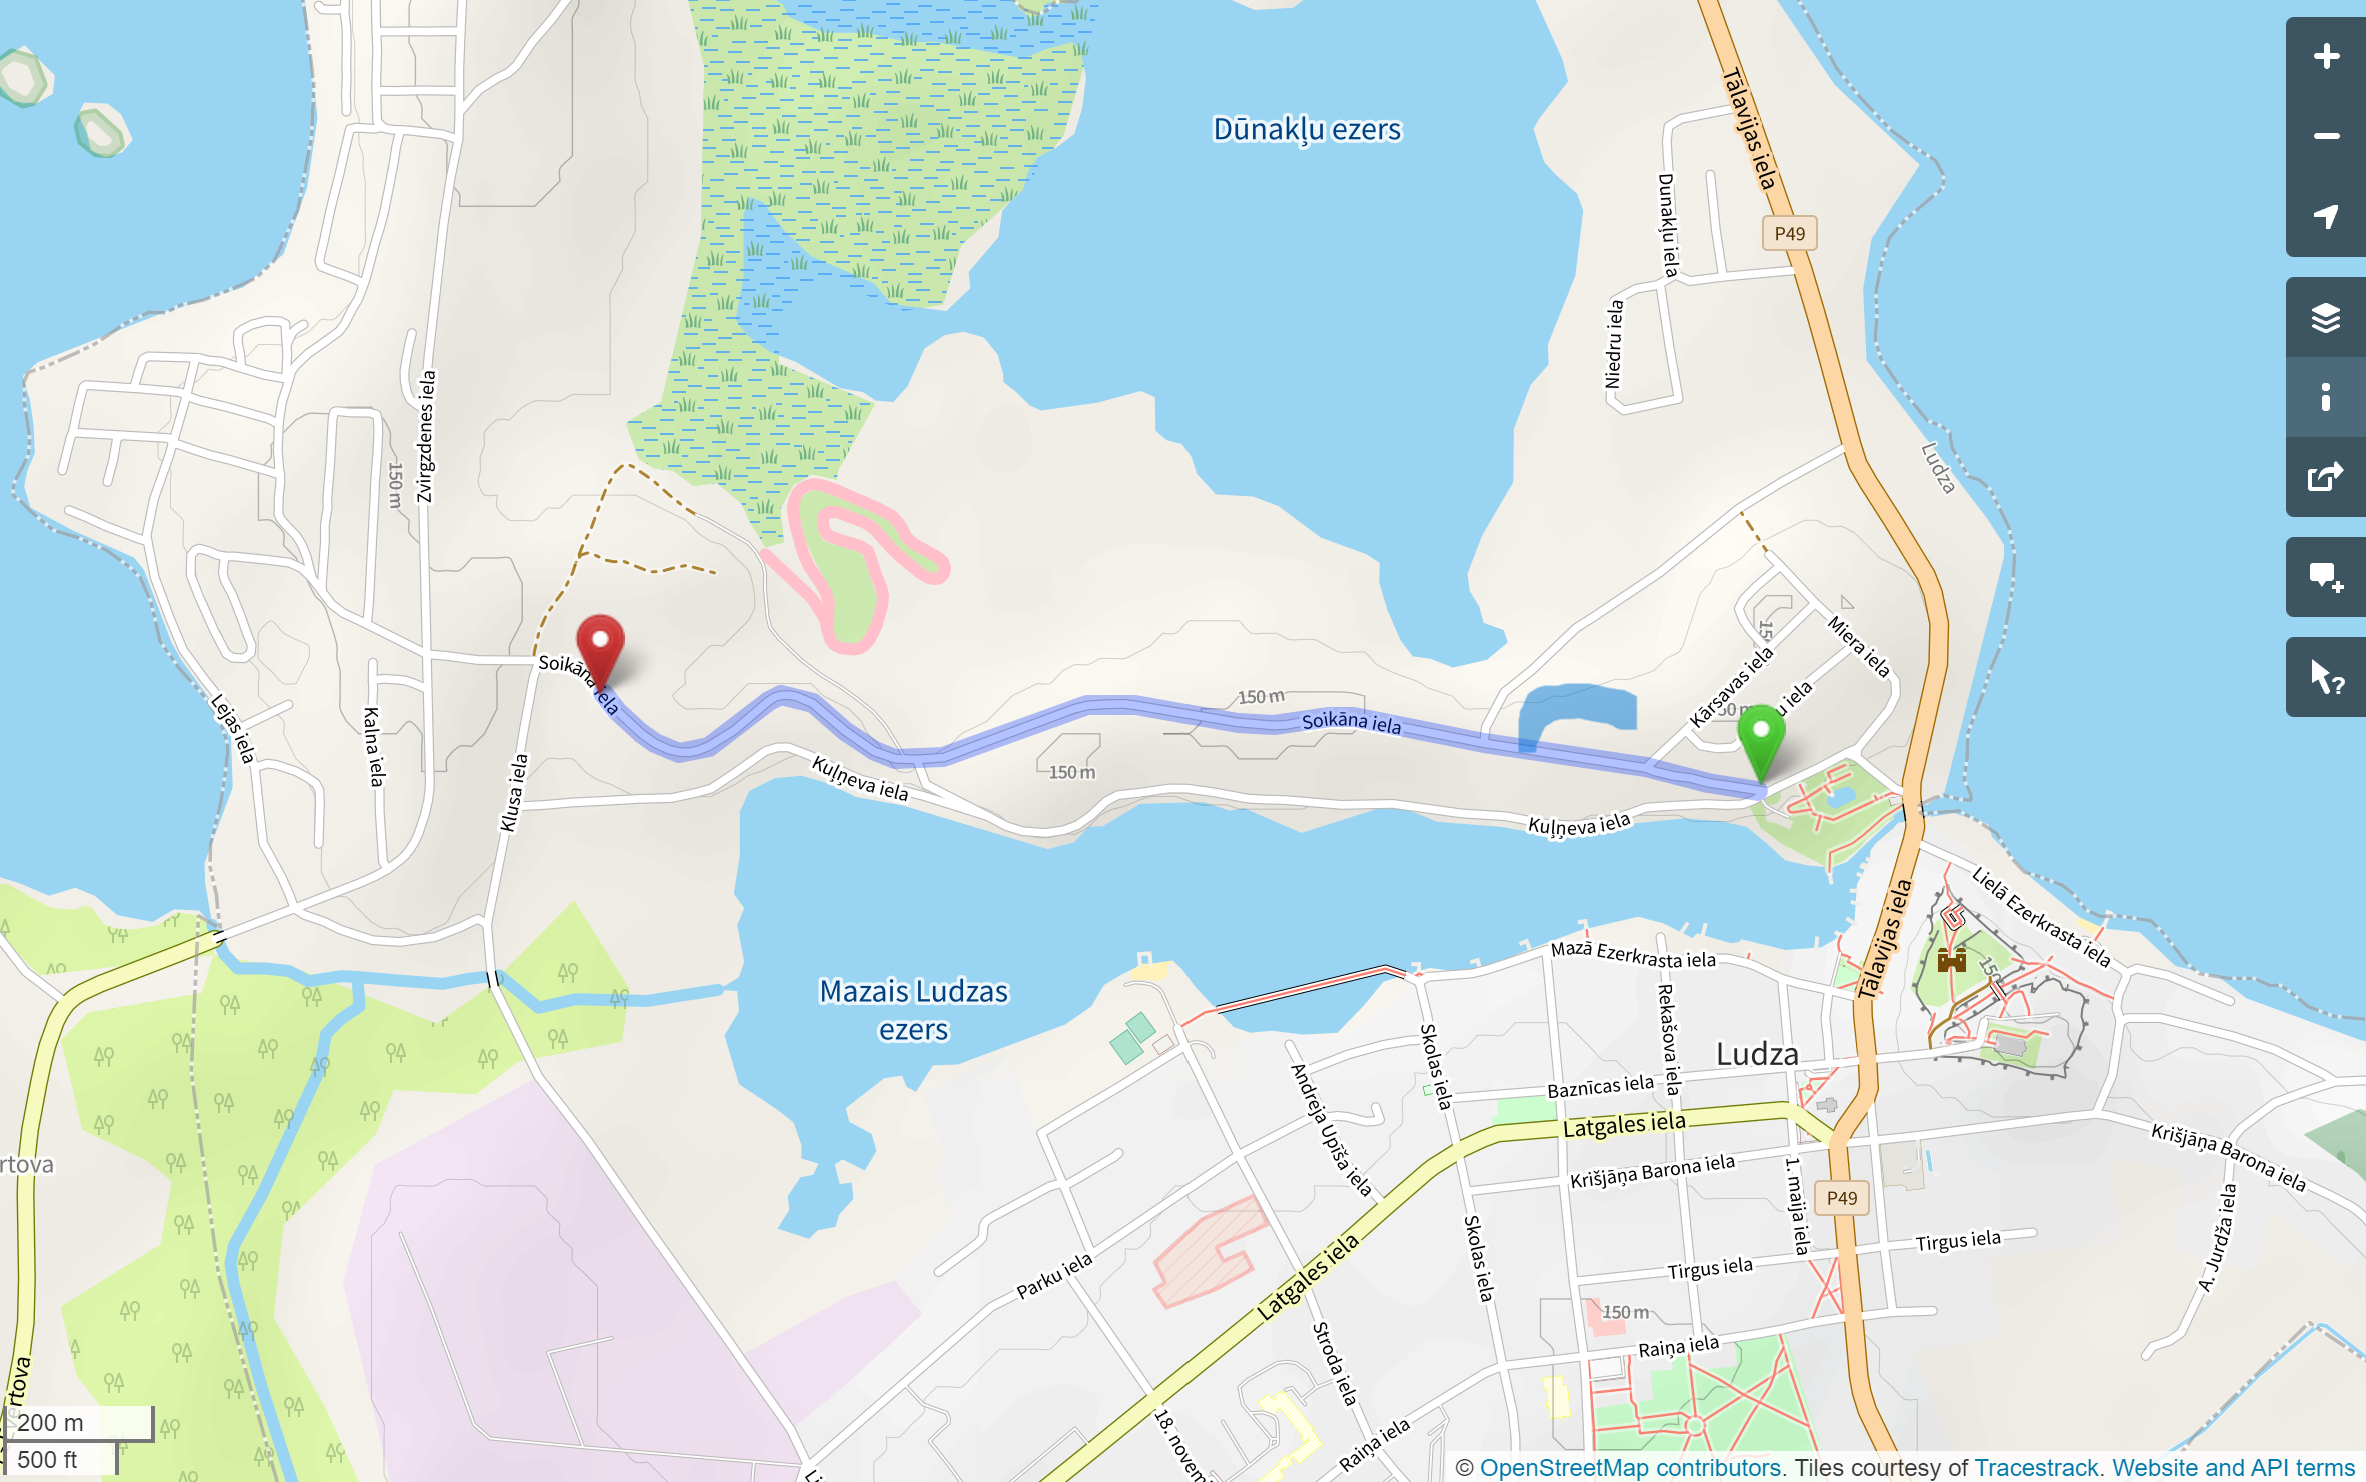 Dūnakļu ezers
Tālavijas iela
P49
Dunakļu iela
Niedru iela
Ludza
Zvirgzdenes iela
150 m
Soikāna iela
Miera iela
Kārsavas iela
u iela
150 m
Soikāna iela
150 m
Kuļņeva iela
Kuļņeva iela
Lejas iela
Kalna iela
Klusa iela
Lielā Ezerkrasta iela
Tālavijas iela
Mazā Ezerkrasta iela
Rekašova iela
150
Mazais Ludzas
ezers
Ludza
Skolas iela
Andreja Upīša iela
Baznīcas iela
Latgales iela
Krišjāņa Barona iela
Krišjāņa Barona iela
1. maija iela
P49
rtova
A. Jurdža iela
Tirgus iela
Tirgus iela
Skolas iela
Parku iela
Latgales iela
Stroda iela
150 m
Raiņa iela
Raiņa iela
18. novem
200 m
500 ft
© OpenStreetMap contributors. Tiles courtesy of Tracestrack. Website and API terms